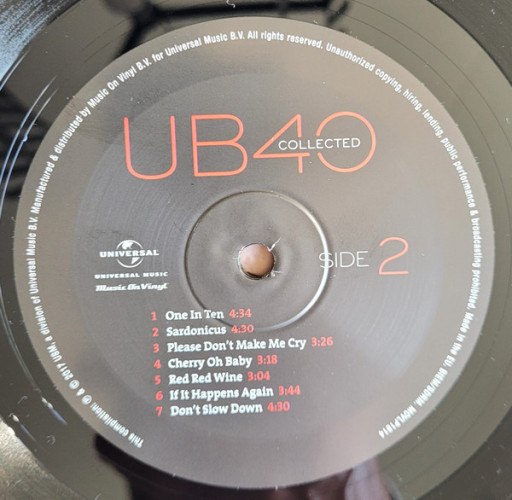 This compilation ℗ & © 2017 UBM, a division of Universal Music B.V. Manufactured & distributed by Music On Vinyl B.V. for Universal Music B.V. All rights reserved. Unauthorized copying, hiring, lending, public performance & broadcasting prohibited. Made in the EU. BIEM/SDRM. MOVLP1914
UB40
COLLECTED
SIDE 2
UNIVERSAL
UNIVERSAL MUSIC
Music On Vinyl
1 One In Ten 4:34
2 Sardonicus 4:30
3 Please Don't Make Me Cry 3:26
4 Cherry Oh Baby 3:18
5 Red Red Wine 3:04
6 If It Happens Again 3:44
7 Don't Slow Down 4:30